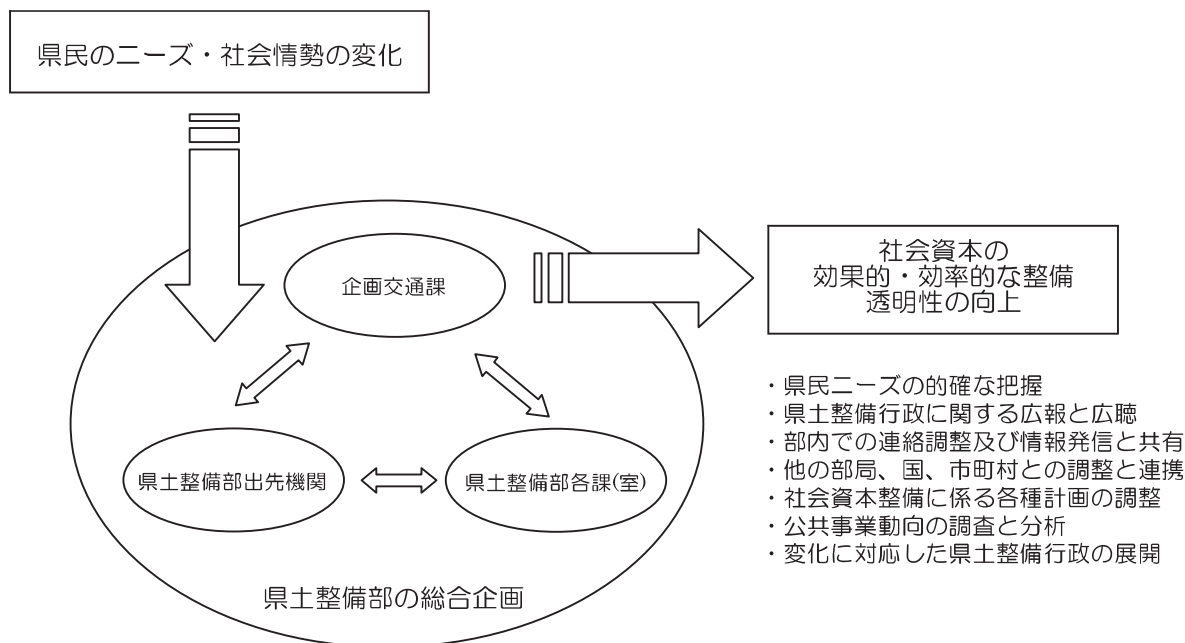 県民のニーズ・社会情勢の変化
企画交通課
県土整備部出先機関
県土整備部各課(室)
県土整備部の総合企画
社会資本の
効果的・効率的な整備
透明性の向上
・県民ニーズの的確な把握
・県土整備行政に関する広報と広聴
・部内での連絡調整及び情報発信と共有
・他の部局、国、市町村との調整と連携
・社会資本整備に係る各種計画の調整
・公共事業動向の調査と分析
・変化に対応した県土整備行政の展開